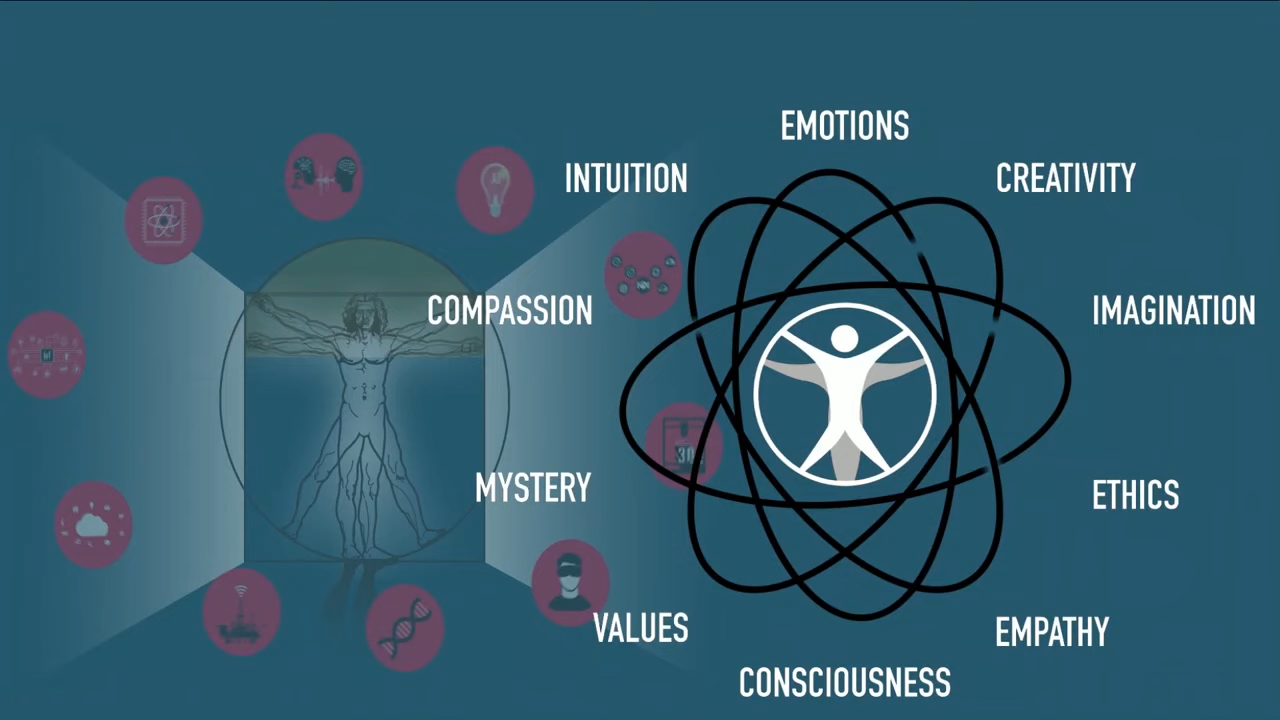 EMOTIONS
INTUITION
CREATIVITY
COMPASSION
IMAGINATION
MYSTERY
ETHICS
VALUES
EMPATHY
CONSCIOUSNESS